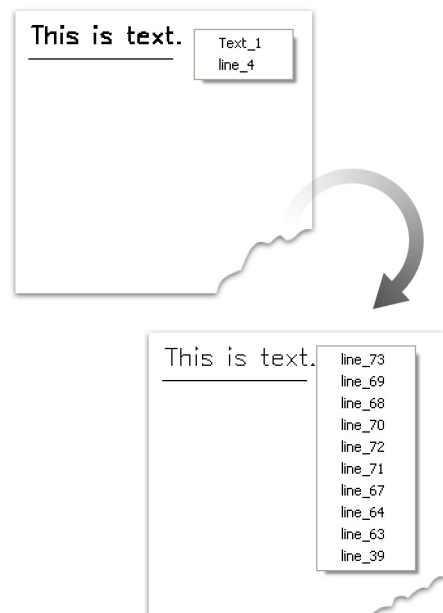 This is text.
Text_1
line_4
This is text.
line_73
line_69
line_68
line_70
line_72
line_71
line_67
line_64
line_63
line_39